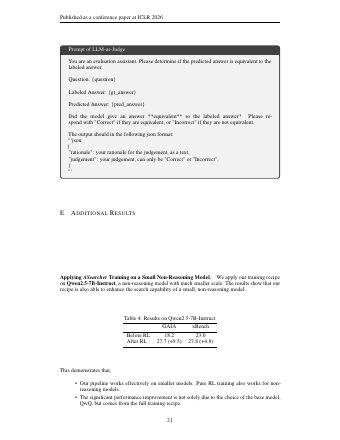 Published as a conference paper at ICLR 2026
Prompt of LLM-as-Judge
You are an evaluation assistant. Please determine if the predicted answer is equivalent to the
labeled answer.
Question: {question}
Labeled Answer: {gt_answer}
Predicted Answer: {pred_answer}
Did the model give an answer **equivalent** to the labeled answer? Please re-
spond with "Correct" if they are equivalent, or "Incorrect" if they are not equivalent.
The output should in the following json format:
'''json
{
"rationale": your rationale for the judgement, as a text,
"judgement": your judgement, can only be "Correct" or "Incorrect",
}
'''
E ADDITIONAL RESULTS
Applying ASearcher Training on a Small Non-Reasoning Model. We apply our training recipe
on Qwen2.5-7B-Instruct, a non-reasoning model with much smaller scale. The results show that our
recipe is also able to enhance the search capability of a small, non-reasoning model.
Table 4: Results on Qwen2.5-7B-Instruct
GAIA xBench
Before RL 18.2 23.0
After RL 27.7 (+9.5) 27.8 (+4.8)
This demonstrates that,
• Our pipeline works effectively on smaller models. Pure RL training also works for non-
reasoning models.
• The significant performance improvement is not solely due to the choice of the base model,
QwQ, but comes from the full training recipe.
21